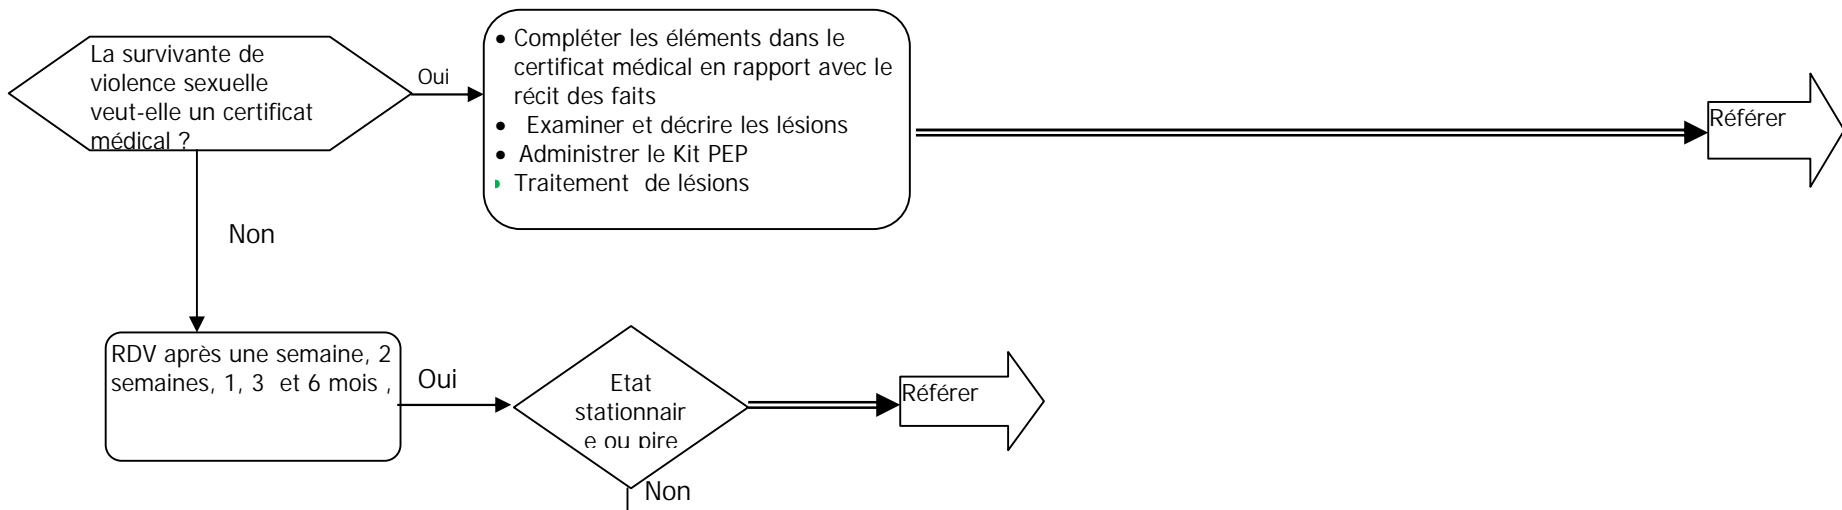 La survivante de
violence sexuelle
veut-elle un certificat
médical ?
Oui
• Compléter les éléments dans le
certificat médical en rapport avec le
récit des faits
• Examiner et décrire les lésions
• Administrer le Kit PEP
• Traitement de lésions
Référer
Non
RDV après une semaine, 2
semaines, 1, 3 et 6 mois ,
Oui
Etat
stationnair
e ou pire
Référer
Non